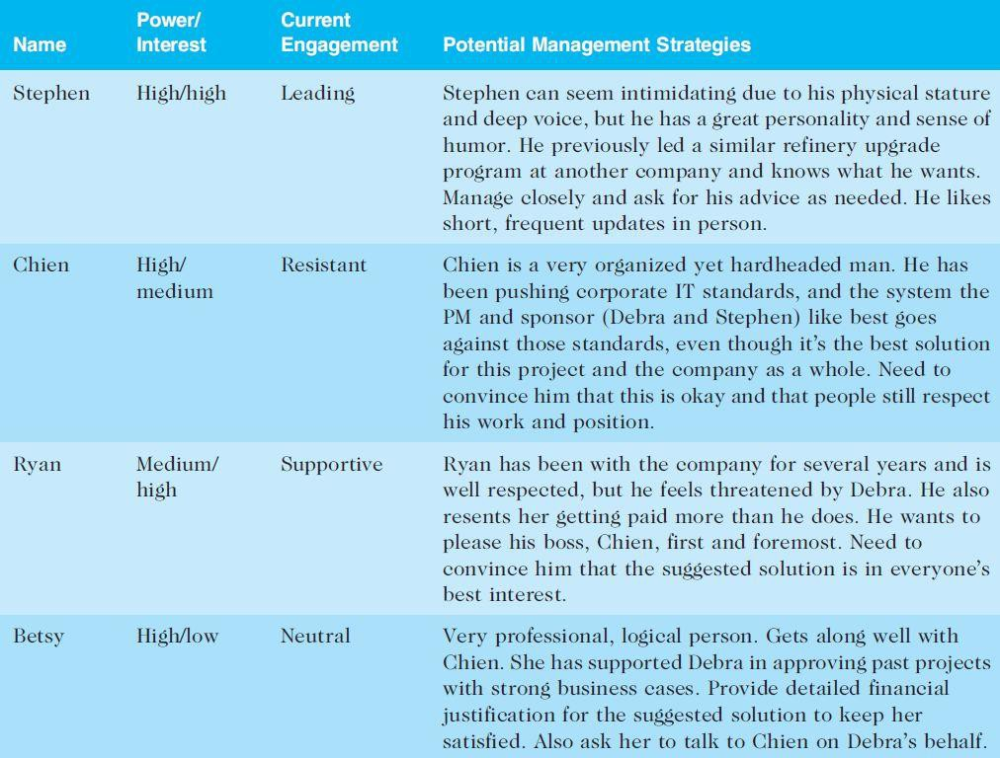 Name
Power/
Interest
Current
Engagement
Potential Management Strategies
Stephen
High/high
Leading
Stephen can seem intimidating due to his physical stature
and deep voice, but he has a great personality and sense of
humor. He previously led a similar refinery upgrade
program at another company and knows what he wants.
Manage closely and ask for his advice as needed. He likes
short, frequent updates in person.
Chien
High/
medium
Resistant
Chien is a very organized yet hardheaded man. He has
been pushing corporate IT standards, and the system the
PM and sponsor (Debra and Stephen) like best goes
against those standards, even though it’s the best solution
for this project and the company as a whole. Need to
convince him that this is okay and that people still respect
his work and position.
Ryan
Medium/
high
Supportive
Ryan has been with the company for several years and is
well respected, but he feels threatened by Debra. He also
resents her getting paid more than he does. He wants to
please his boss, Chien, first and foremost. Need to
convince him that the suggested solution is in everyone’s
best interest.
Betsy
High/low
Neutral
Very professional, logical person. Gets along well with
Chien. She has supported Debra in approving past projects
with strong business cases. Provide detailed financial
justification for the suggested solution to keep her
satisfied. Also ask her to talk to Chien on Debra’s behalf.